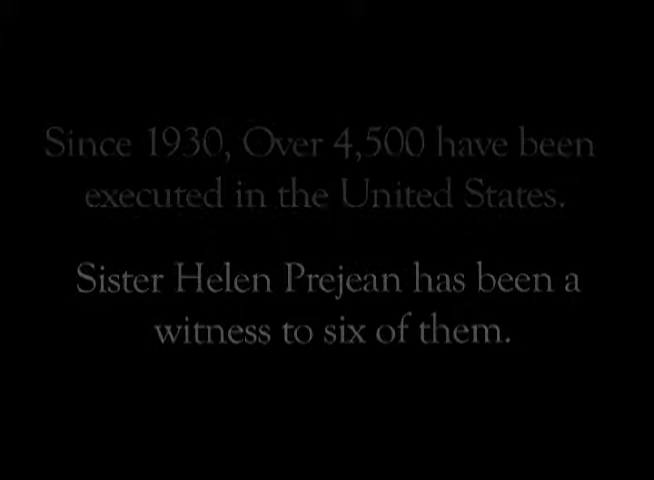 Since 1930, Over 4,500 have been
executed in the United States.
Sister Helen Prejean has been a
witness to six of them.